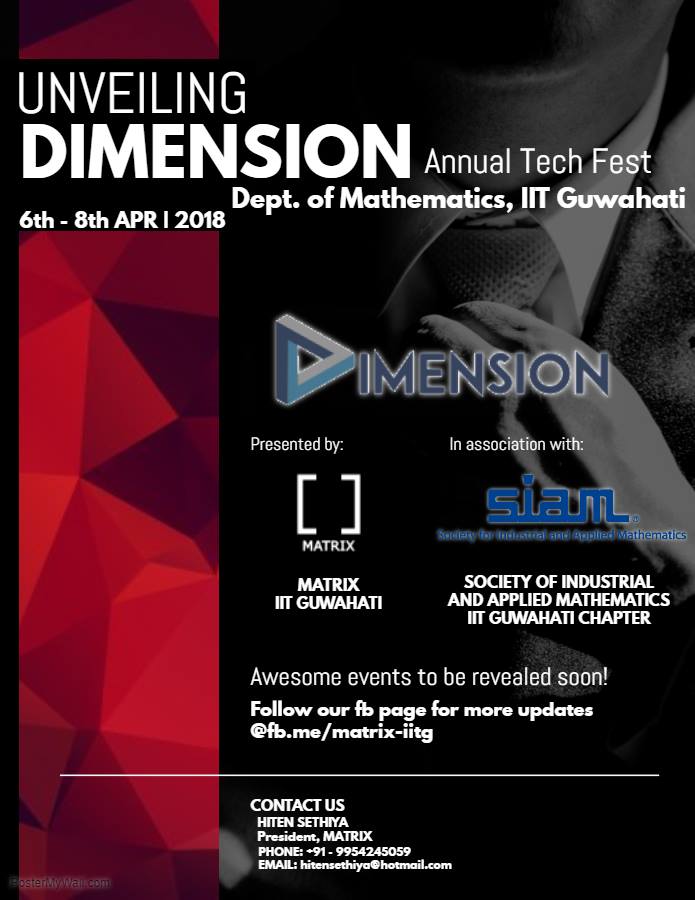 UNVEILING
DIMENSION Annual Tech Fest
Dept. of Mathematics, IIT Guwahati
6th - 8th APR | 2018
DIMENSION
Presented by:
In association with:
[ ]
MATRIX
siam®
Society for Industrial and Applied Mathematics
MATRIX
IIT GUWAHATI
SOCIETY OF INDUSTRIAL
AND APPLIED MATHEMATICS
IIT GUWAHATI CHAPTER
Awesome events to be revealed soon!
Follow our fb page for more updates
@fb.me/matrix-iitg
CONTACT US
HITEN SETHIYA
President, MATRIX
PHONE: +91 - 9954245059
EMAIL: hitensethiya@hotmail.com
PosterMyWall.com